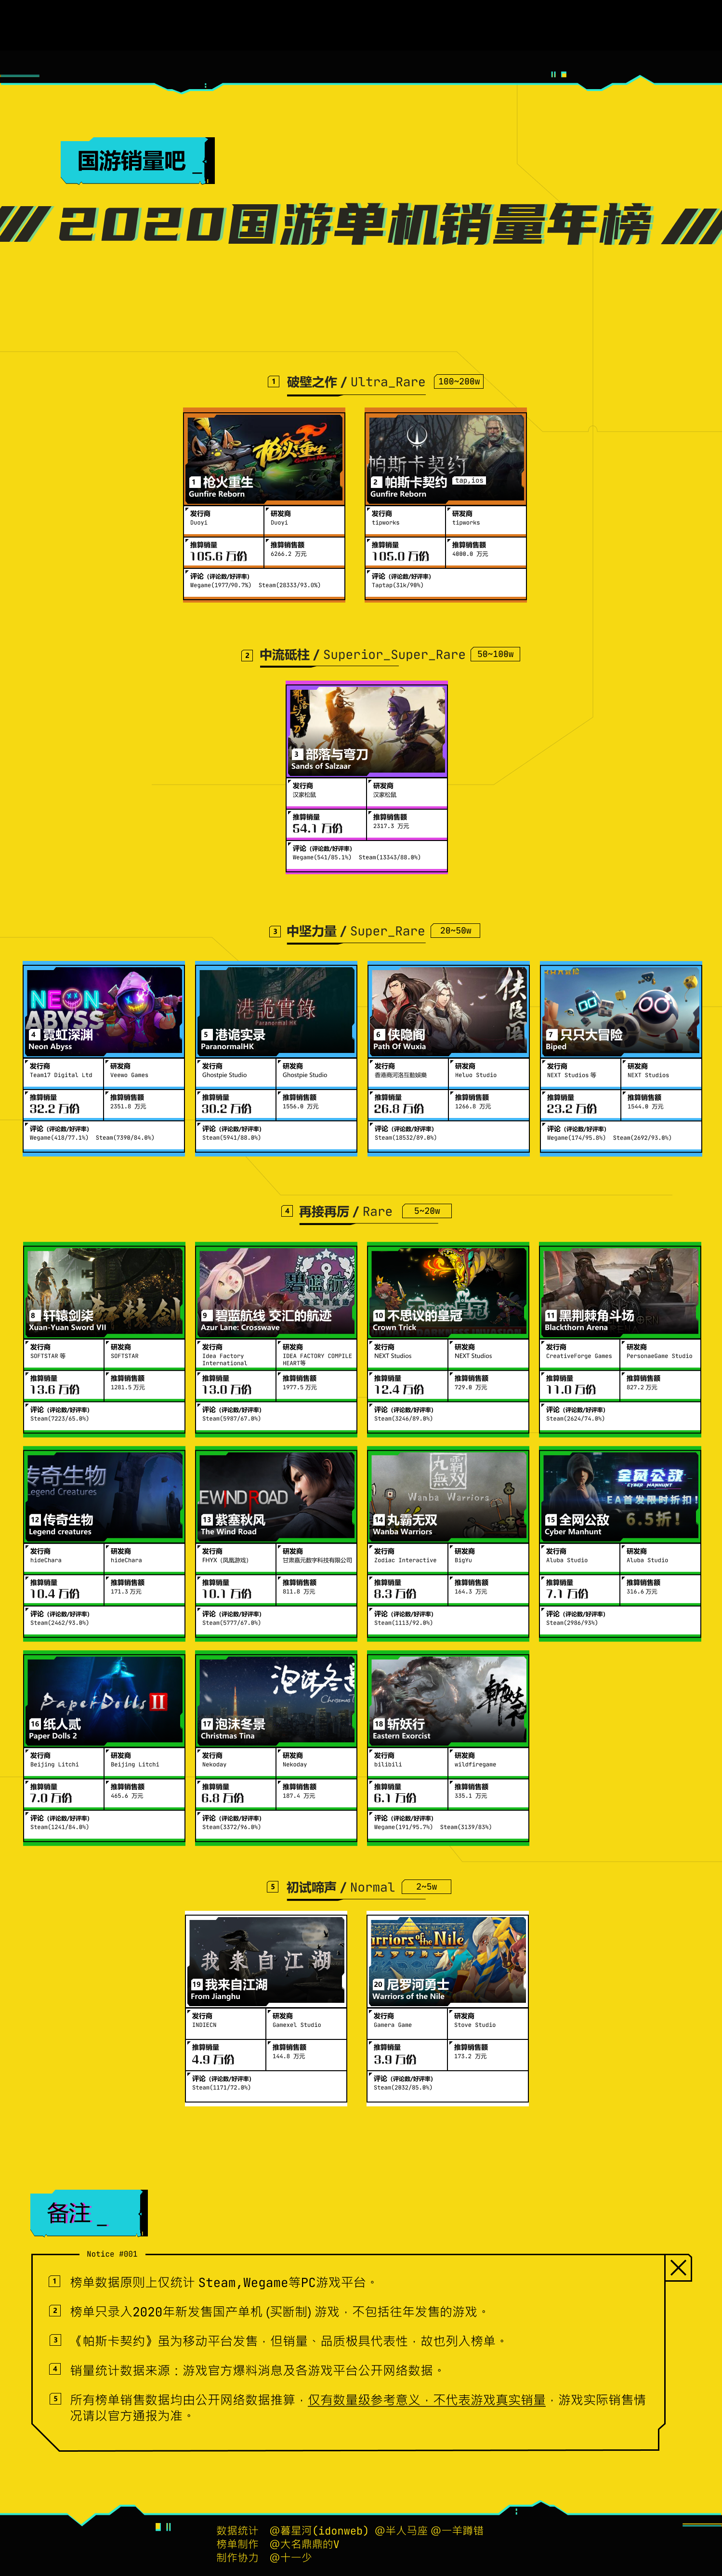 国游销量吧_
2020国游单机销量年榜
1 破壁之作 / Ultra_Rare 100~200w
枪火重生
Gunfire Reborn
1 枪火重生
Gunfire Reborn
发行商 研发商
Duoyi Duoyi
推算销量 推算销售额
105.6 万份 6266.2 万元
评论 (评论数/好评率)
Wegame(1977/90.7%) Steam(28333/93.0%)
帕斯卡契约
2 帕斯卡契约 tap,ios
Gunfire Reborn
发行商 研发商
tipworks tipworks
推算销量 推算销售额
105.0 万份 4080.0 万元
评论 (评论数/好评率)
Taptap(31k/90%)
2 中流砥柱 / Superior_Super_Rare 50~100w
部落与弯刀
3 部落与弯刀
Sands of Salzaar
发行商 研发商
汉家松鼠 汉家松鼠
推算销量 推算销售额
54.1 万份 2317.3 万元
评论 (评论数/好评率)
Wegame(541/85.1%) Steam(13343/88.0%)
3 中坚力量 / Super_Rare 20~50w
NEON ABYSS
4 霓虹深渊
Neon Abyss
发行商 研发商
Team17 Digital Ltd Veewo Games
推算销量 推算销售额
32.2 万份 2351.8 万元
评论 (评论数/好评率)
Wegame(418/77.1%) Steam(7390/84.0%)
港詭實錄
Paranormal HK
5 港诡实录
ParanormalHK
发行商 研发商
Ghostpie Studio Ghostpie Studio
推算销量 推算销售额
30.2 万份 1556.0 万元
评论 (评论数/好评率)
Steam(5941/88.0%)
侠隐阁
6 侠隐阁
Path Of Wuxia
发行商 研发商
香港商河洛互動娛樂 Heluo Studio
推算销量 推算销售额
26.8 万份 1266.8 万元
评论 (评论数/好评率)
Steam(18532/89.0%)
7 只只大冒险
Biped
发行商 研发商
NEXT Studios 等 NEXT Studios
推算销量 推算销售额
23.2 万份 1544.0 万元
评论 (评论数/好评率)
Wegame(174/95.8%) Steam(2692/93.0%)
4 再接再厉 / Rare 5~20w
8 轩辕剑柒
Xuan-Yuan Sword VII
发行商 研发商
SOFTSTAR 等 SOFTSTAR
推算销量 推算销售额
13.6 万份 1281.5 万元
评论 (评论数/好评率)
Steam(7223/65.0%)
碧蓝航线
9 碧蓝航线 交汇的航迹
Azur Lane: Crosswave
发行商 研发商
Idea Factory International IDEA FACTORY COMPILE HEART等
推算销量 推算销售额
13.0 万份 1977.5 万元
评论 (评论数/好评率)
Steam(5987/67.0%)
10 不思议的皇冠
Crown Trick
发行商 研发商
NEXT Studios NEXT Studios
推算销量 推算销售额
12.4 万份 729.0 万元
评论 (评论数/好评率)
Steam(3246/89.0%)
11 黑荆棘角斗场
Blackthorn Arena
发行商 研发商
CreativeForge Games PersonaeGame Studio
推算销量 推算销售额
11.0 万份 827.2 万元
评论 (评论数/好评率)
Steam(2624/74.0%)
传奇生物
Legend Creatures
12 传奇生物
Legend creatures
发行商 研发商
hideChara hideChara
推算销量 推算销售额
10.4 万份 171.3 万元
评论 (评论数/好评率)
Steam(2462/93.0%)
EWIND ROAD
13 紫塞秋风
The Wind Road
发行商 研发商
FHYX (凤凰游戏) 甘肃嘉元数字科技有限公司
推算销量 推算销售额
10.1 万份 811.8 万元
评论 (评论数/好评率)
Steam(5777/67.0%)
丸霸無双
Wanba Warriors
14 丸霸无双
Wanba Warriors
发行商 研发商
Zodiac Interactive BigYu
推算销量 推算销售额
8.3 万份 164.3 万元
评论 (评论数/好评率)
Steam(1113/92.0%)
全网公敌
CYBER MANHUNT
EA首发限时折扣!
6.5折!
15 全网公敌
Cyber Manhunt
发行商 研发商
Aluba Studio Aluba Studio
推算销量 推算销售额
7.1 万份 316.6 万元
评论 (评论数/好评率)
Steam(2986/93%)
PaperDolls II
16 纸人贰
Paper Dolls 2
发行商 研发商
Beijing Litchi Beijing Litchi
推算销量 推算销售额
7.0 万份 465.6 万元
评论 (评论数/好评率)
Steam(1241/84.0%)
泡沫冬景
17 泡沫冬景
Christmas Tina
发行商 研发商
Nekoday Nekoday
推算销量 推算销售额
6.8 万份 187.4 万元
评论 (评论数/好评率)
Steam(3372/96.0%)
斩妖行
18 斩妖行
Eastern Exorcist
发行商 研发商
bilibili wildfiregame
推算销量 推算销售额
6.1 万份 335.1 万元
评论 (评论数/好评率)
Wegame(191/95.7%) Steam(3139/83%)
5 初试啼声 / Normal 2~5w
我来自江湖
19 我来自江湖
From Jianghu
发行商 研发商
INDIECN Gamexel Studio
推算销量 推算销售额
4.9 万份 144.8 万元
评论 (评论数/好评率)
Steam(1171/72.0%)
Warriors of the Nile
尼罗河勇士
20 尼罗河勇士
Warriors of the Nile
发行商 研发商
Gamera Game Stove Studio
推算销量 推算销售额
3.9 万份 173.2 万元
评论 (评论数/好评率)
Steam(2032/85.0%)
备注_
Notice #001
1 榜单数据原则上仅统计 Steam,Wegame等PC游戏平台。
2 榜单只录入2020年新发售国产单机 (买断制) 游戏，不包括往年发售的游戏。
3 《帕斯卡契约》虽为移动平台发售，但销量、品质极具代表性，故也列入榜单。
4 销量统计数据来源：游戏官方爆料消息及各游戏平台公开网络数据。
5 所有榜单销售数据均由公开网络数据推算，仅有数量级参考意义，不代表游戏真实销量，游戏实际销售情
况请以官方通报为准。
数据统计 @暮星河(idonweb) @半人马座 @一羊蹲错
榜单制作 @大名鼎鼎的V
制作协力 @十一少